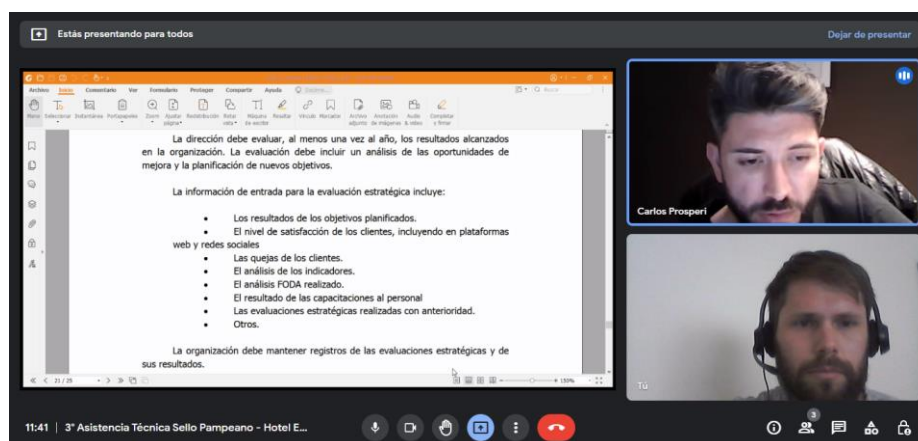 Estás presentando para todos
Dejar de presentar
Archivo Inicio Comentario Ver Formulario Proteger Compartir Ayuda
La dirección debe evaluar, al menos una vez al año, los resultados alcanzados
en la organización. La evaluación debe incluir un análisis de las oportunidades de
mejora y la planificación de nuevos objetivos.
La información de entrada para la evaluación estratégica incluye:
• Los resultados de los objetivos planificados.
• El nivel de satisfacción de los clientes, incluyendo en plataformas
web y redes sociales
• Las quejas de los clientes.
• El análisis de los indicadores.
• El análisis FODA realizado.
• El resultado de las capacitaciones al personal
• Las evaluaciones estratégicas realizadas con anterioridad.
• Otros.
La organización debe mantener registros de las evaluaciones estratégicas y de
sus resultados.
Carlos Prosperi
Tú
11:41 | 3° Asistencia Técnica Sello Pampeano - Hotel E...
3